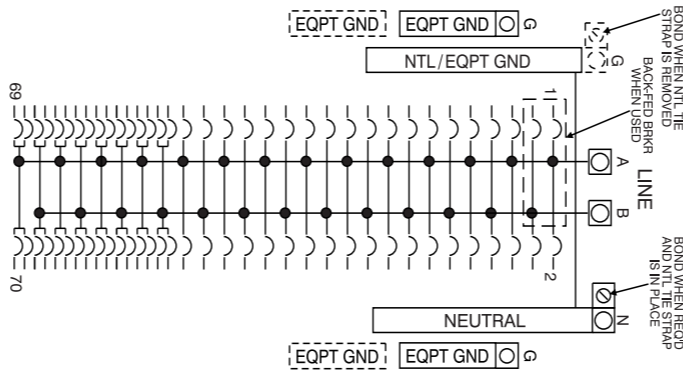 EQPT GND
EQPT GND
G
NTL/EQPT GND
G
BOND WHEN NTL TIE
STRAP IS REMOVED
BACK-FED BRKR
WHEN USED
69
1
A
LINE
B
70
2
BOND WHEN REQ'D
AND NTL TIE STRAP
IS IN PLACE
NEUTRAL
N
EQPT GND
EQPT GND
G